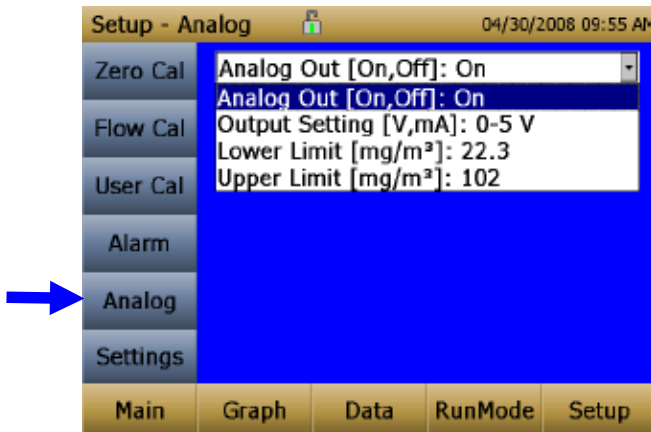 Setup - Analog 04/30/2008 09:55 AM
Zero Cal
Analog Out [On,Off]: On
Analog Out [On,Off]: On
Flow Cal
Output Setting [V,mA]: 0-5 V
Lower Limit [mg/m³]: 22.3
User Cal
Upper Limit [mg/m³]: 102
Alarm
Analog
Settings
Main Graph Data RunMode Setup